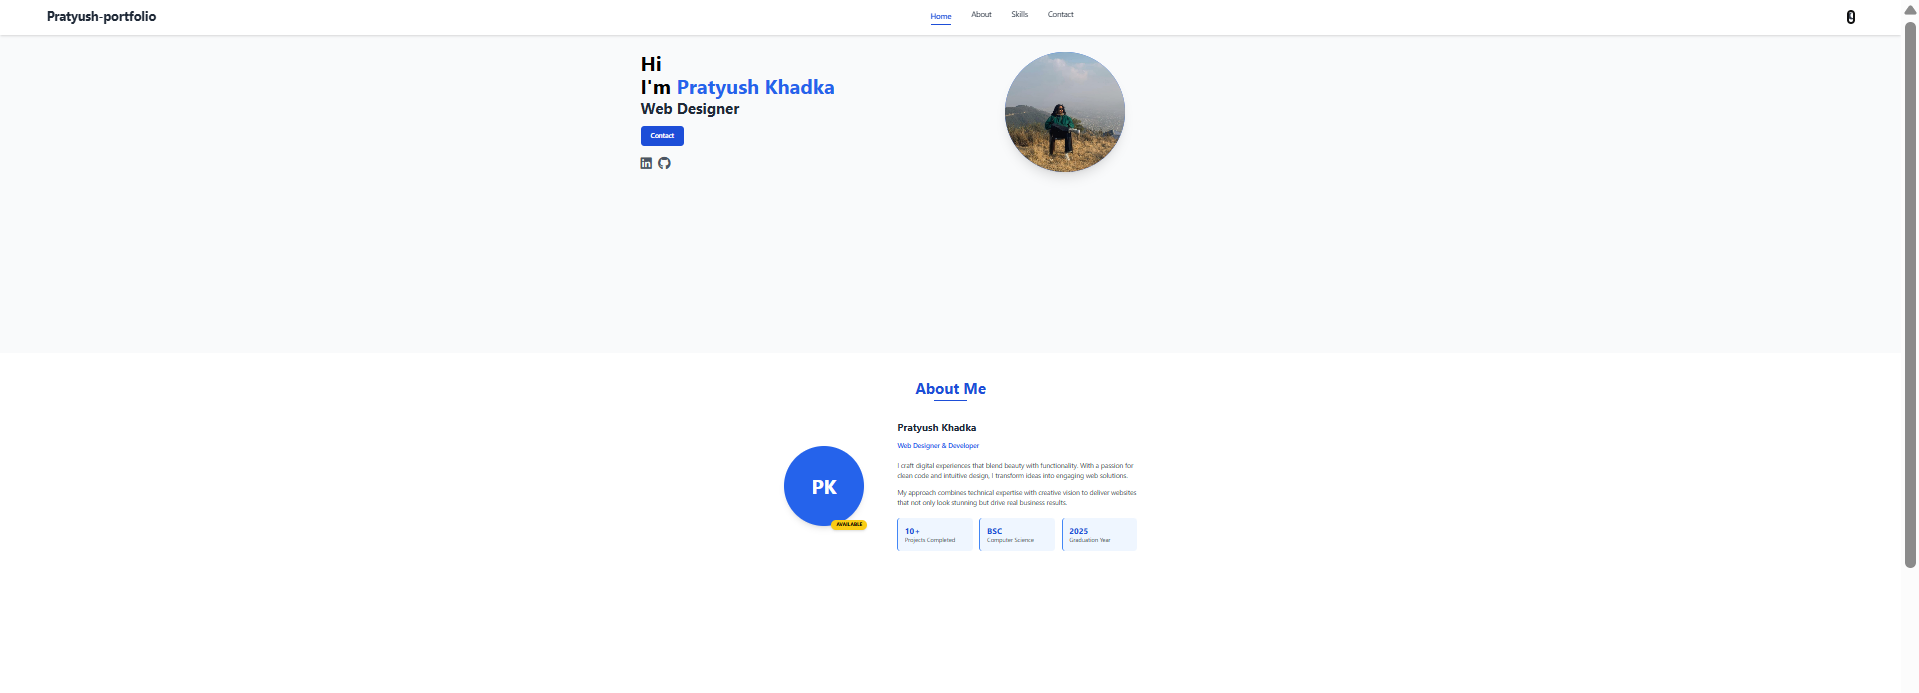 Pratyush-portfolio
Home About Skills Contact
Hi
I'm Pratyush Khadka
Web Designer
Contact
About Me
PK
AVAILABLE
Pratyush Khadka
Web Designer & Developer
I craft digital experiences that blend beauty with functionality. With a passion for
clean code and intuitive design, I transform ideas into engaging web solutions.
My approach combines technical expertise with creative vision to deliver websites
that not only look stunning but drive real business results.
10+
Projects Completed
BSC
Computer Science
2025
Graduation Year